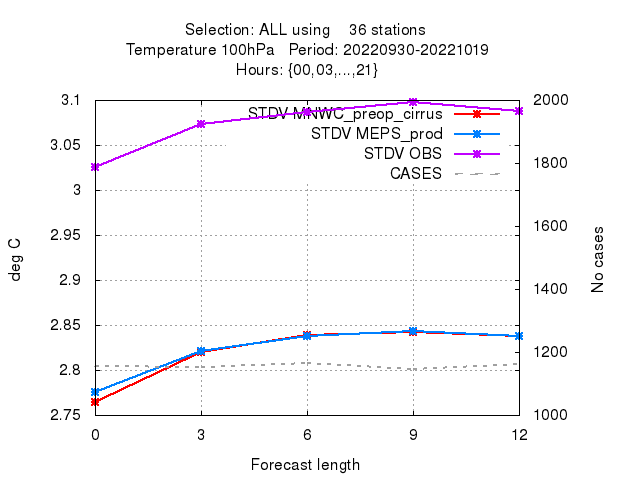 Selection: ALL using 36 stations
Temperature 100hPa Period: 20220930-20221019
Hours: {00,03,...,21}
3.1
3.05
3
2.95
2.9
2.85
2.8
2.75
deg C
STDV MNWC_preop_cirrus
STDV MEPS_prod
STDV OBS
CASES
2000
1800
1600
1400
1200
1000
No cases
0 3 6 9 12
Forecast length